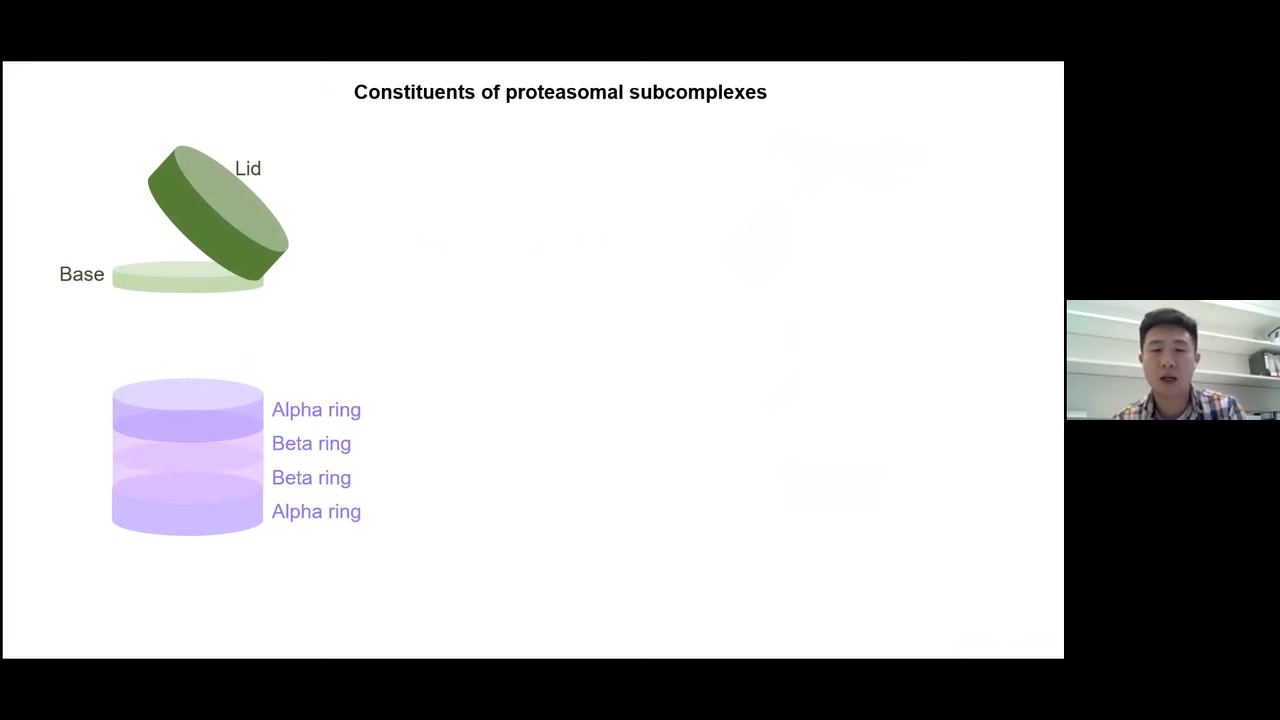 Constituents of proteasomal subcomplexes
Lid
Base
Alpha ring
Beta ring
Beta ring
Alpha ring